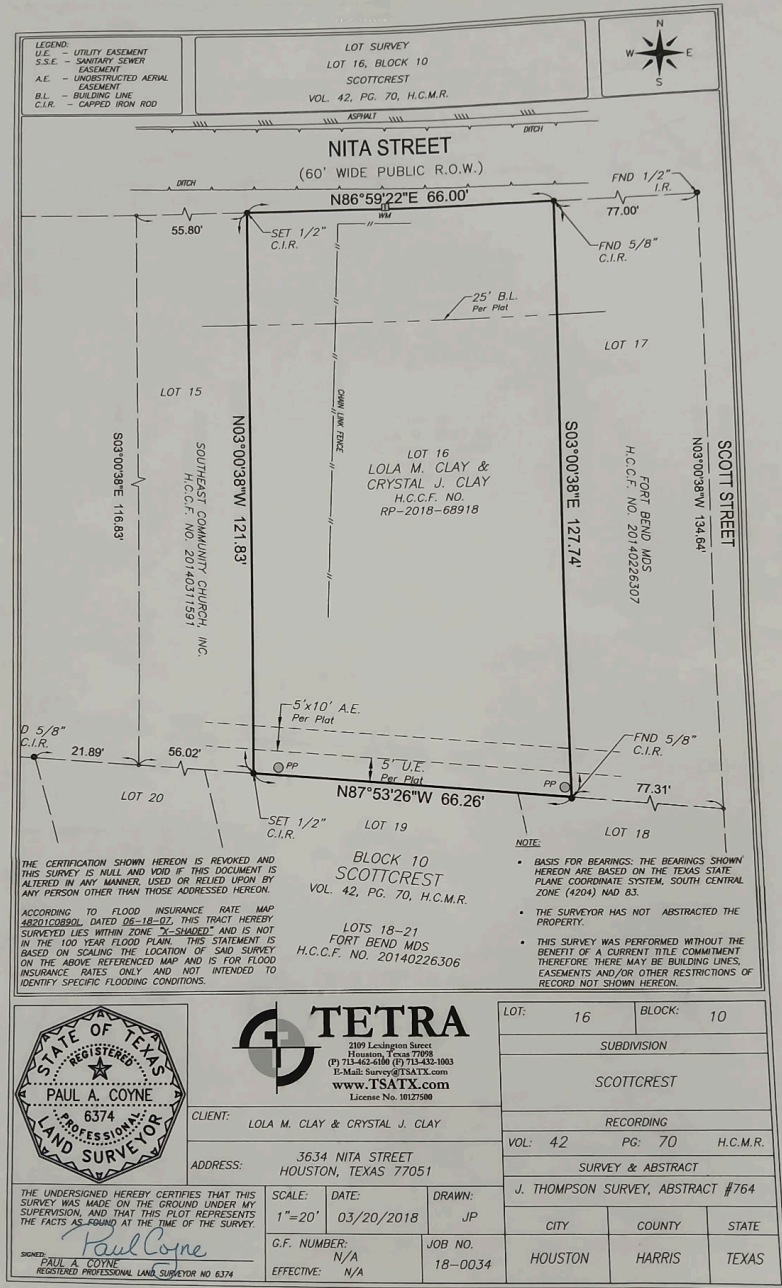 LEGEND:
U.E. - UTILITY EASEMENT
S.S.E. - SANITARY SEWER
EASEMENT
A.E. - UNOBSTRUCTED AERIAL
EASEMENT
B.L. - BUILDING LINE
C.I.R. - CAPPED IRON ROD
LOT SURVEY
LOT 16, BLOCK 10
SCOTTCREST
VOL. 42, PG. 70, H.C.M.R.
N
W E
S
ASPHALT
DITCH
NITA STREET
(60' WIDE PUBLIC R.O.W.)
DITCH
FND 1/2"
I.R.
N86°59'22"E 66.00'
WM
55.80'
77.00'
SET 1/2"
C.I.R.
FND 5/8"
C.I.R.
25' B.L.
Per Plat
LOT 17
LOT 15
CHAIN LINK FENCE
S03°00'38"E 116.83'
SOUTHEAST COMMUNITY CHURCH, INC.
H.C.C.F. NO. 20140311591
N03°00'38"W 121.83'
LOT 16
LOLA M. CLAY &
CRYSTAL J. CLAY
H.C.C.F. NO.
RP-2018-68918
S03°00'38"E 127.74'
FORT BEND MDS
H.C.C.F. NO. 20140226307
N03°00'38"W 134.64'
SCOTT STREET
5'x10' A.E.
Per Plat
D 5/8"
C.I.R.
21.89'
56.02'
PP
5' U.E.
Per Plat
PP
FND 5/8"
C.I.R.
77.31'
N87°53'26"W 66.26'
LOT 20
SET 1/2"
C.I.R.
LOT 19
LOT 18
BLOCK 10
SCOTTCREST
VOL. 42, PG. 70, H.C.M.R.
LOTS 18-21
FORT BEND MDS
H.C.C.F. NO. 20140226306
THE CERTIFICATION SHOWN HEREON IS REVOKED AND
THIS SURVEY IS NULL AND VOID IF THIS DOCUMENT IS
ALTERED IN ANY MANNER, USED OR RELIED UPON BY
ANY PERSON OTHER THAN THOSE ADDRESSED HEREON.
ACCORDING TO FLOOD INSURANCE RATE MAP
48201C0890L, DATED 06-18-07, THIS TRACT HEREBY
SURVEYED LIES WITHIN ZONE "X-SHADED" AND IS NOT
IN THE 100 YEAR FLOOD PLAIN. THIS STATEMENT IS
BASED ON SCALING THE LOCATION OF SAID SURVEY
ON THE ABOVE REFERENCED MAP AND IS FOR FLOOD
INSURANCE RATES ONLY AND NOT INTENDED TO
IDENTIFY SPECIFIC FLOODING CONDITIONS.
NOTE:
• BASIS FOR BEARINGS: THE BEARINGS SHOWN
HEREON ARE BASED ON THE TEXAS STATE
PLANE COORDINATE SYSTEM, SOUTH CENTRAL
ZONE (4204) NAD 83.
• THE SURVEYOR HAS NOT ABSTRACTED THE
PROPERTY.
• THIS SURVEY WAS PERFORMED WITHOUT THE
BENEFIT OF A CURRENT TITLE COMMITMENT
THEREFORE THERE MAY BE BUILDING LINES,
EASEMENTS AND/OR OTHER RESTRICTIONS OF
RECORD NOT SHOWN HEREON.
STATE OF TEXAS
REGISTERED
PAUL A. COYNE
6374
PROFESSIONAL
LAND SURVEYOR
TETRA
2109 Lexington Street
Houston, Texas 77098
(P) 713-462-6100 (F) 713-432-1003
E-Mail: Survey@TSATX.com
www.TSATX.com
License No. 10127500
CLIENT: LOLA M. CLAY & CRYSTAL J. CLAY
ADDRESS: 3634 NITA STREET
HOUSTON, TEXAS 77051
LOT: 16 BLOCK: 10
SUBDIVISION
SCOTTCREST
RECORDING
VOL: 42 PG: 70 H.C.M.R.
SURVEY & ABSTRACT
J. THOMPSON SURVEY, ABSTRACT #764
CITY COUNTY STATE
HOUSTON HARRIS TEXAS
THE UNDERSIGNED HEREBY CERTIFIES THAT THIS
SURVEY WAS MADE ON THE GROUND UNDER MY
SUPERVISION, AND THAT THIS PLOT REPRESENTS
THE FACTS AS FOUND AT THE TIME OF THE SURVEY.
Paul Coyne
SIGNED:
PAUL A. COYNE
REGISTERED PROFESSIONAL LAND SURVEYOR NO 6374
SCALE: DATE: DRAWN:
1"=20' 03/20/2018 JP
G.F. NUMBER: JOB NO.
N/A
EFFECTIVE: N/A 18-0034